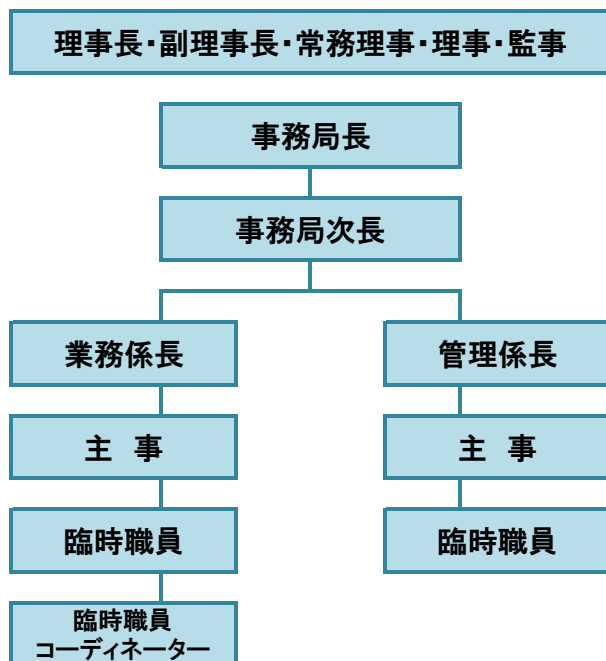 理事長・副理事長・常務理事・理事・監事
事務局長
事務局次長
業務係長
管理係長
主　事
主　事
臨時職員
臨時職員
臨時職員
コーディネーター